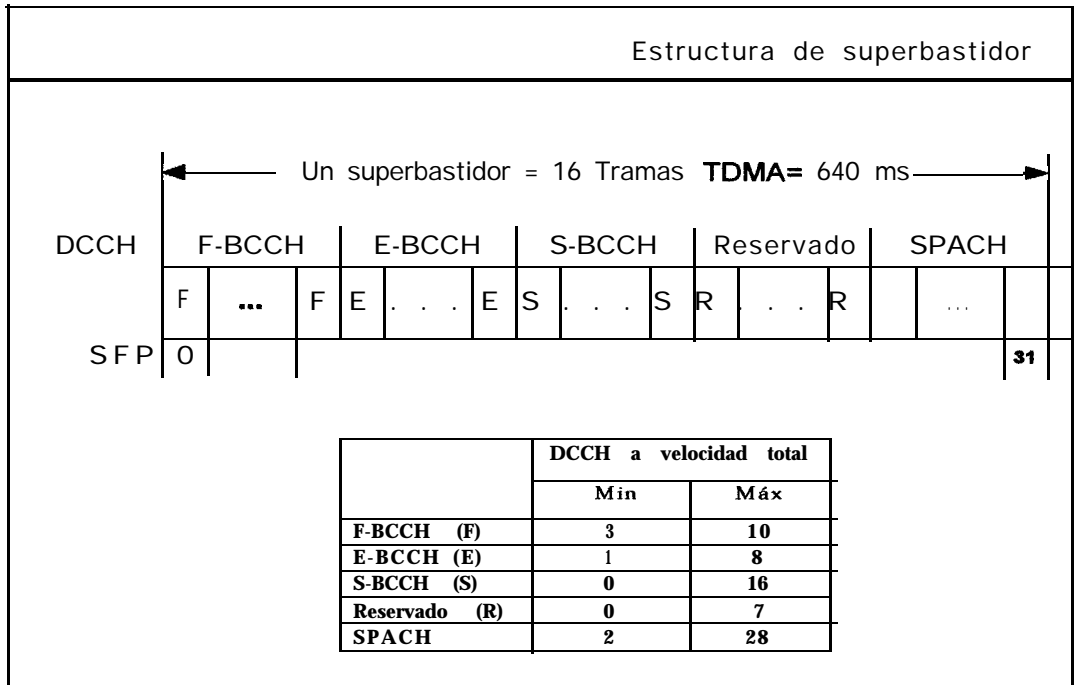 Estructura de superbastidor
Un superbastidor = 16 Tramas TDMA= 640 ms
DCCH F-BCCH E-BCCH S-BCCH Reservado SPACH
F ... F E . . . E S . . . S R . . . R ...
SFP 0 31
DCCH a velocidad total
Min Máx
F-BCCH (F) 3 10
E-BCCH (E) 1 8
S-BCCH (S) 0 16
Reservado (R) 0 7
SPACH 2 28